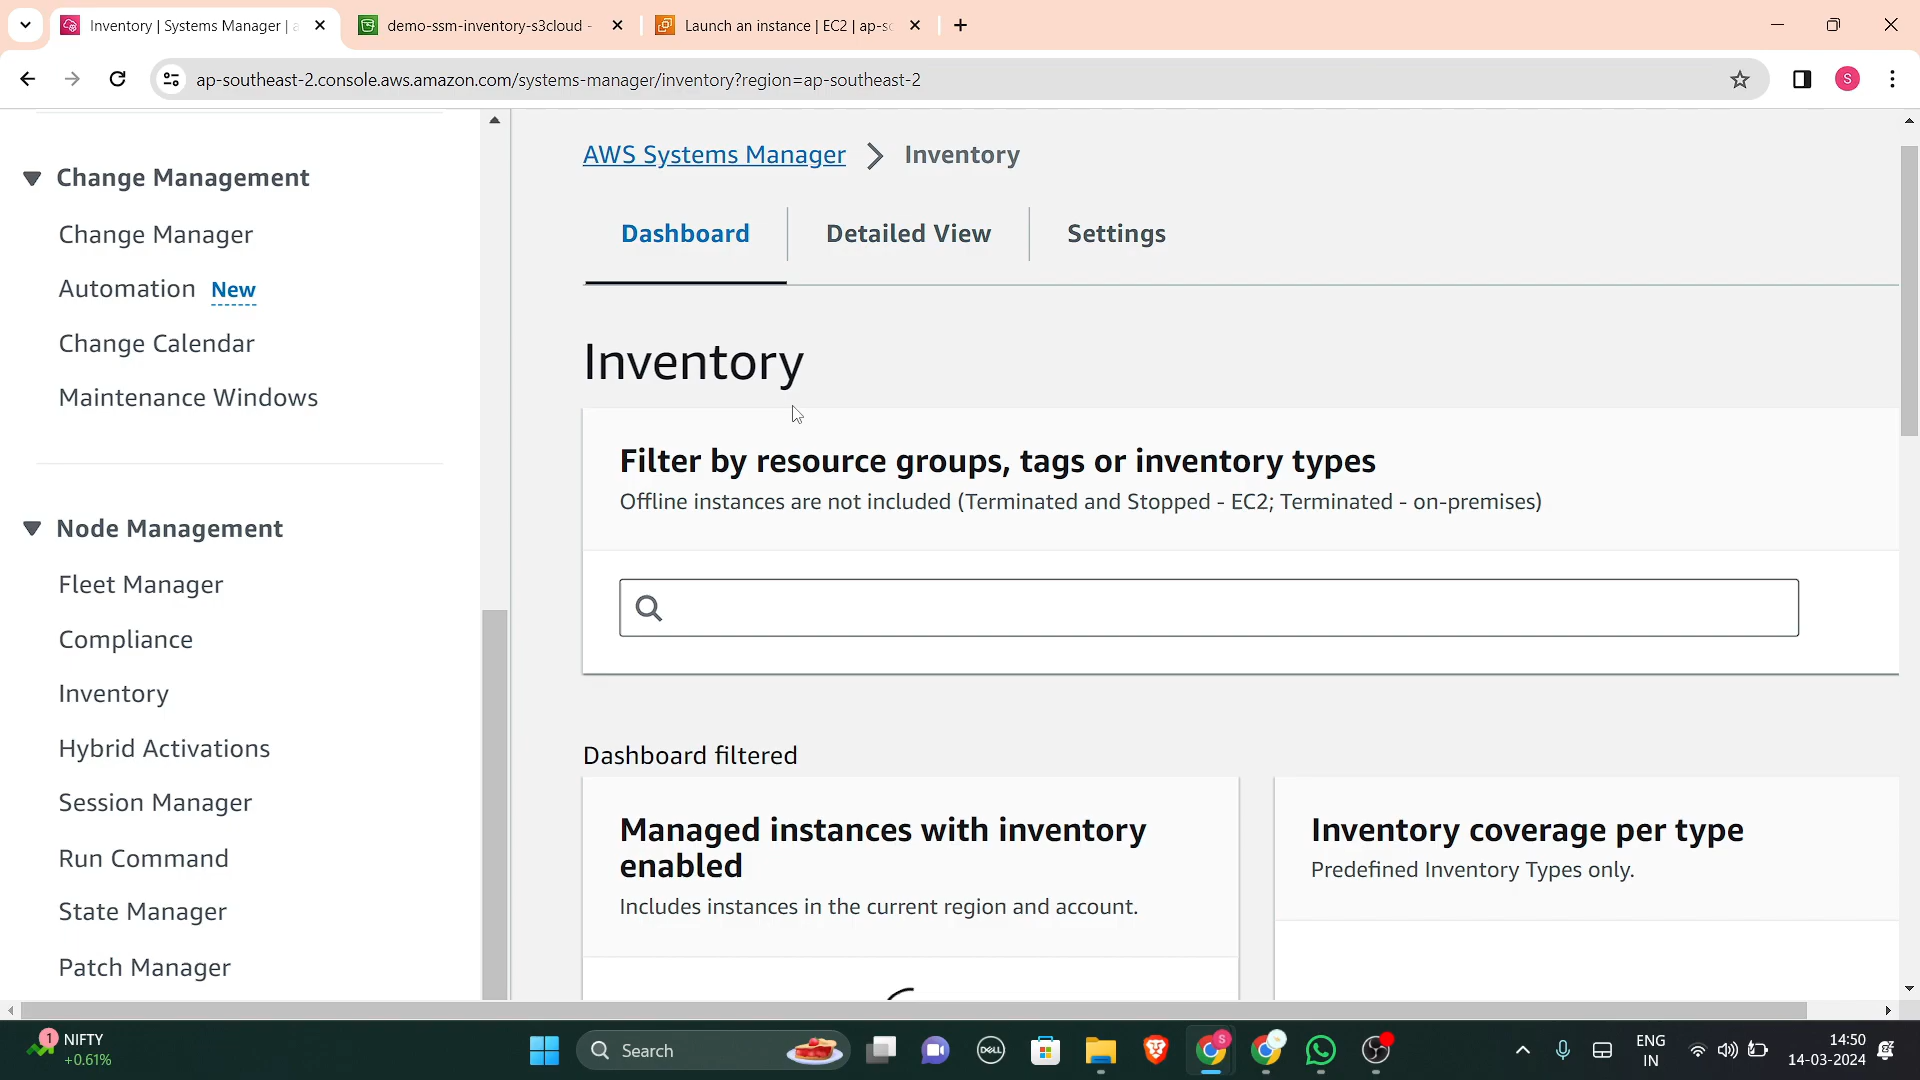 Inventory | Systems Manager | a
demo-ssm-inventory-s3cloud -
Launch an instance | EC2 | ap-so
ap-southeast-2.console.aws.amazon.com/systems-manager/inventory?region=ap-southeast-2
S
Change Management
Change Manager
Automation New
Change Calendar
Maintenance Windows
Node Management
Fleet Manager
Compliance
Inventory
Hybrid Activations
Session Manager
Run Command
State Manager
Patch Manager
AWS Systems Manager > Inventory
Dashboard
Detailed View
Settings
Inventory
Filter by resource groups, tags or inventory types
Offline instances are not included (Terminated and Stopped - EC2; Terminated - on-premises)
Dashboard filtered
Managed instances with inventory
enabled
Includes instances in the current region and account.
Inventory coverage per type
Predefined Inventory Types only.
1
NIFTY
+0.61%
Search
DELL
S
ENG
IN
14:50
14-03-2024